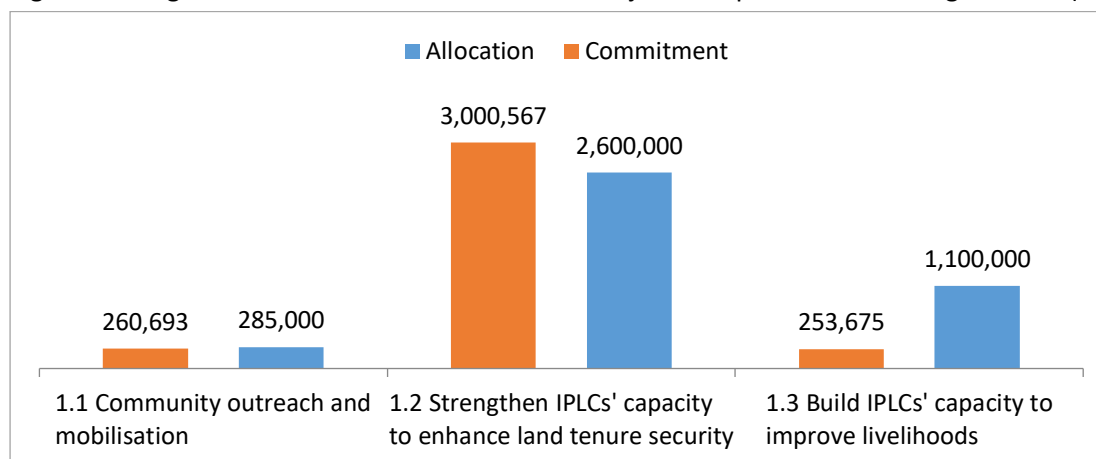 Allocation Commitment
3,000,567
2,600,000
1,100,000
260,693
285,000
253,675
1.1 Community outreach and
mobilisation
1.2 Strengthen IPLCs' capacity
to enhance land tenure security
1.3 Build IPLCs' capacity to
improve livelihoods